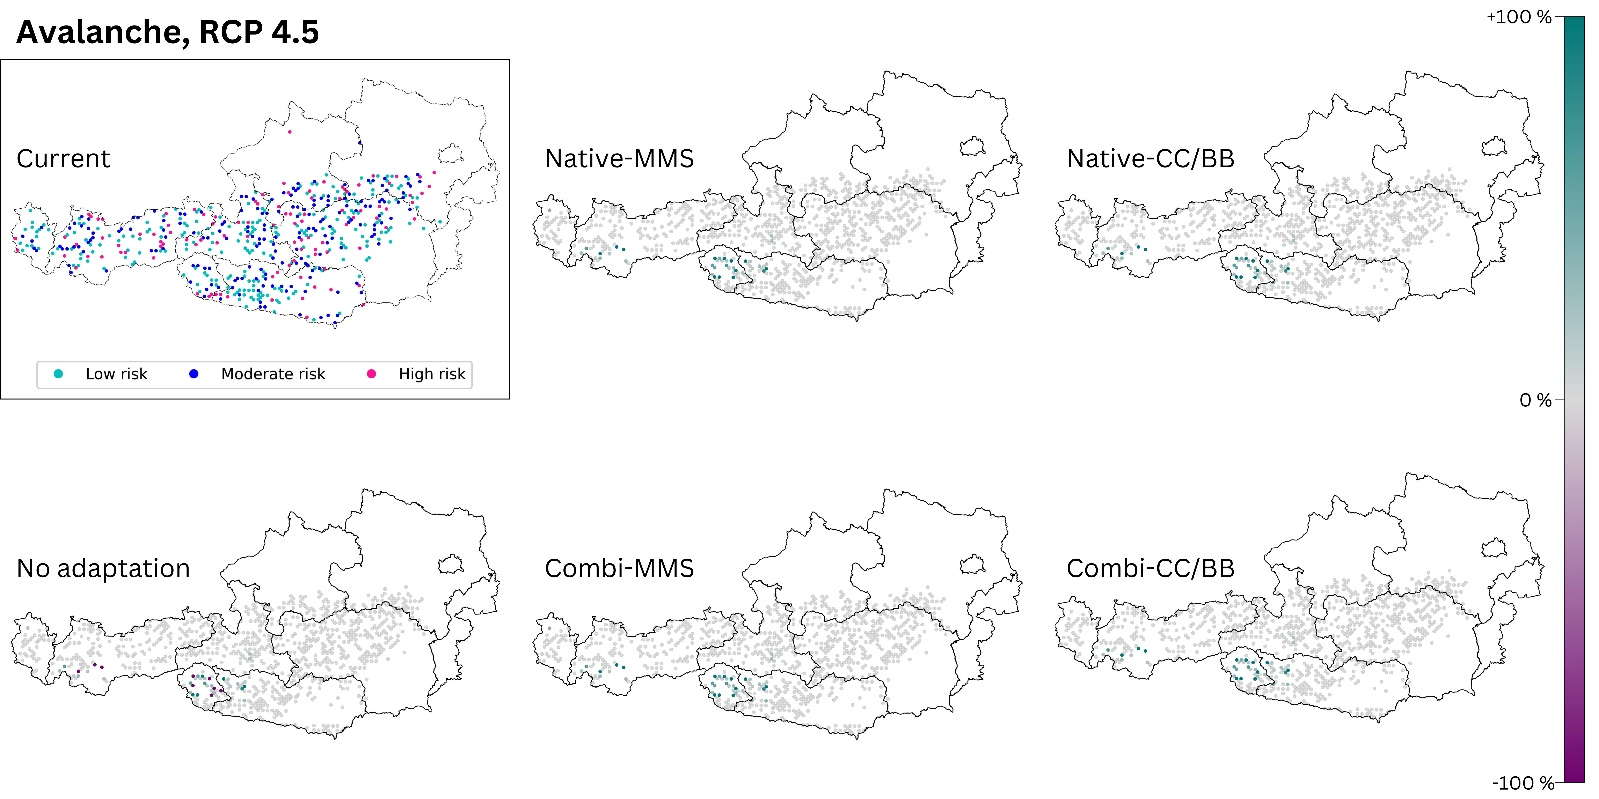 Avalanche, RCP 4.5
+100 %
Current
Native-MMS
Native-CC/BB
Low risk
Moderate risk
High risk
0 %
No adaptation
Combi-MMS
Combi-CC/BB
-100 %